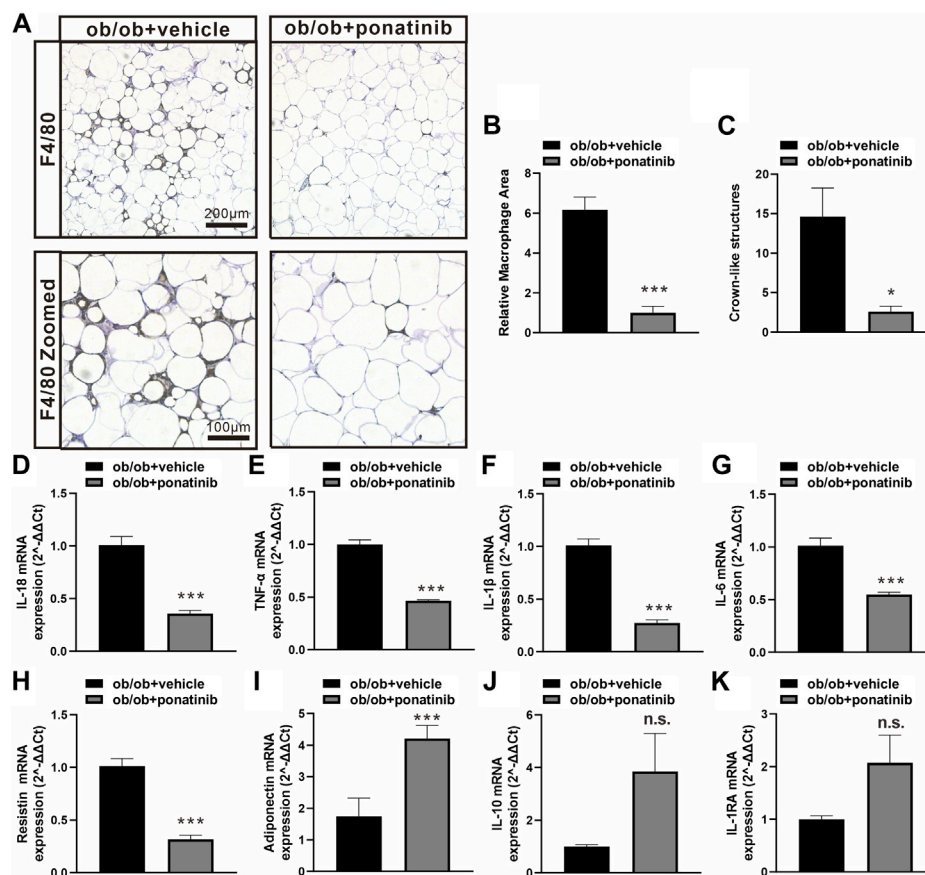 A
ob/ob+vehicle
ob/ob+ponatinib
F4/80
200μm
F4/80 Zoomed
100μm
B
ob/ob+vehicle
ob/ob+ponatinib
Relative Macrophage Area
8
6
4
2
0
***
C
ob/ob+vehicle
ob/ob+ponatinib
Crown-like structures
20
15
10
5
0
*
D
ob/ob+vehicle
ob/ob+ponatinib
IL-18 mRNA
expression (2^-ΔΔCt)
1.5
1.0
0.5
0.0
***
E
ob/ob+vehicle
ob/ob+ponatinib
TNF-α mRNA
expression (2^-ΔΔCt)
1.5
1.0
0.5
0.0
***
F
ob/ob+vehicle
ob/ob+ponatinib
IL-1β mRNA
expression (2^-ΔΔCt)
1.5
1.0
0.5
0.0
***
G
ob/ob+vehicle
ob/ob+ponatinib
IL-6 mRNA
expression (2^-ΔΔCt)
1.5
1.0
0.5
0.0
***
H
ob/ob+vehicle
ob/ob+ponatinib
Resistin mRNA
expression (2^-ΔΔCt)
1.5
1.0
0.5
0.0
***
I
ob/ob+vehicle
ob/ob+ponatinib
Adiponectin mRNA
expression (2^-ΔΔCt)
5
4
3
2
1
0
***
J
ob/ob+vehicle
ob/ob+ponatinib
IL-10 mRNA
expression (2^-ΔΔCt)
6
4
2
0
n.s.
K
ob/ob+vehicle
ob/ob+ponatinib
IL-1RA mRNA
expression (2^-ΔΔCt)
3
2
1
0
n.s.